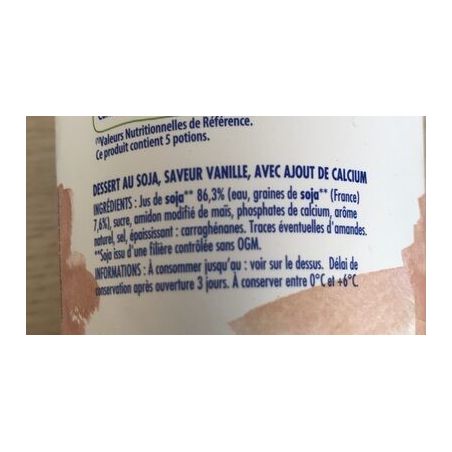 (*)Valeurs Nutritionnelles de Référence.
Ce produit contient 5 potions.
DESSERT AU SOJA, SAVEUR VANILLE, AVEC AJOUT DE CALCIUM
INGRÉDIENTS : Jus de soja** 86,3% (eau, graines de soja** (France)
7,6%), sucre, amidon modifié de maïs, phosphates de calcium, arôme
naturel, sel, épaississant : carraghénanes. Traces éventuelles d'amandes.
**Soja issu d'une filière contrôlée sans OGM.
INFORMATIONS : À consommer jusqu'au : voir sur le dessus. Délai de
conservation après ouverture 3 jours. À conserver entre 0°C et +6°C.